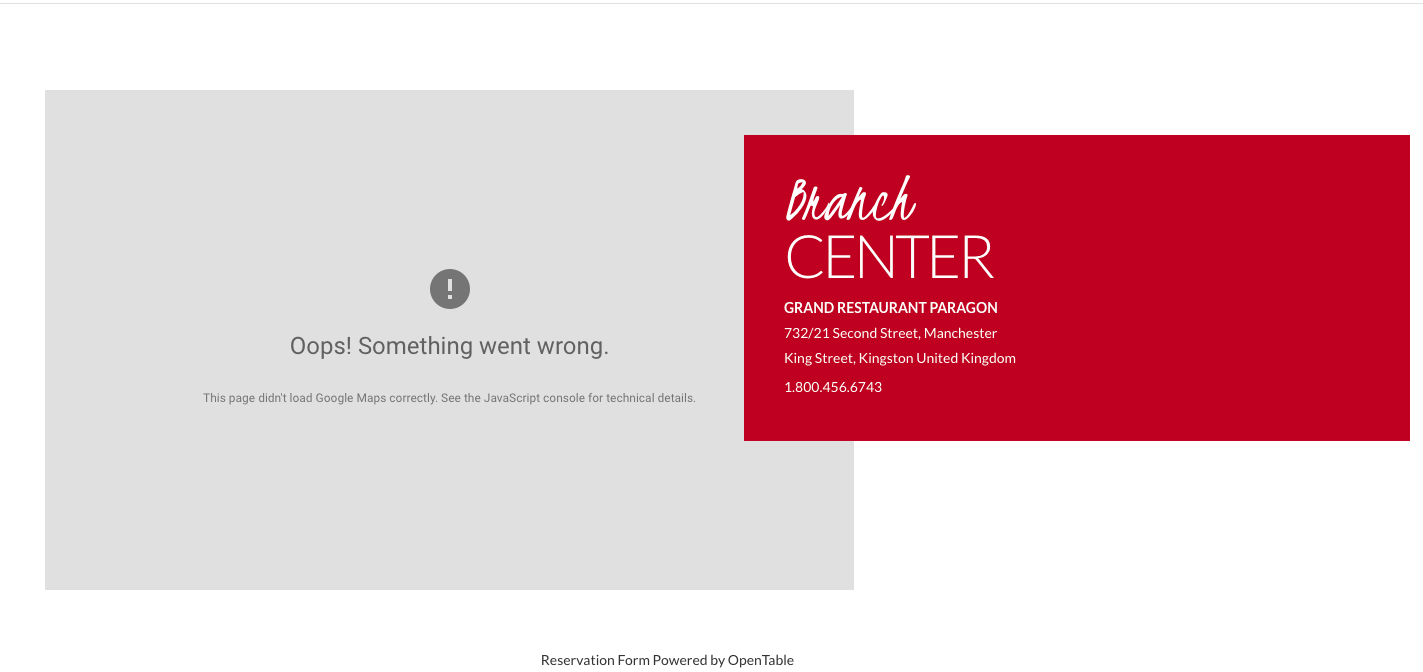 Oops! Something went wrong.
This page didn't load Google Maps correctly. See the JavaScript console for technical details.
Branch
CENTER
GRAND RESTAURANT PARAGON
732/21 Second Street, Manchester
King Street, Kingston United Kingdom
1.800.456.6743
Reservation Form Powered by OpenTable